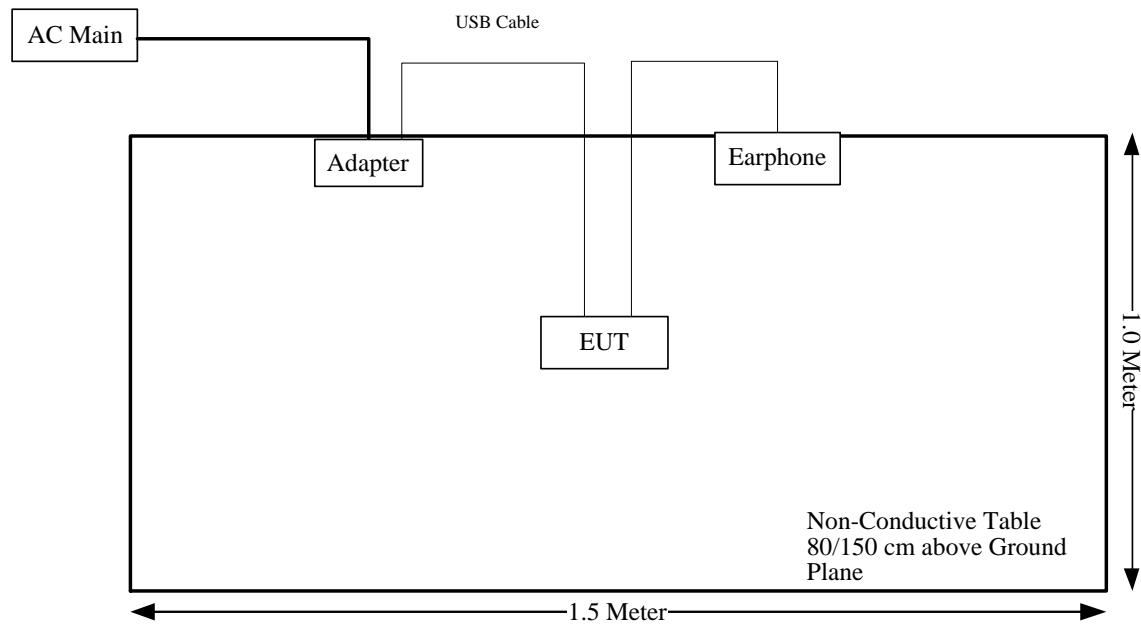 USB Cable
AC Main
Adapter
Earphone
EUT
1.0 Meter
Non-Conductive Table
80/150 cm above Ground
Plane
1.5 Meter